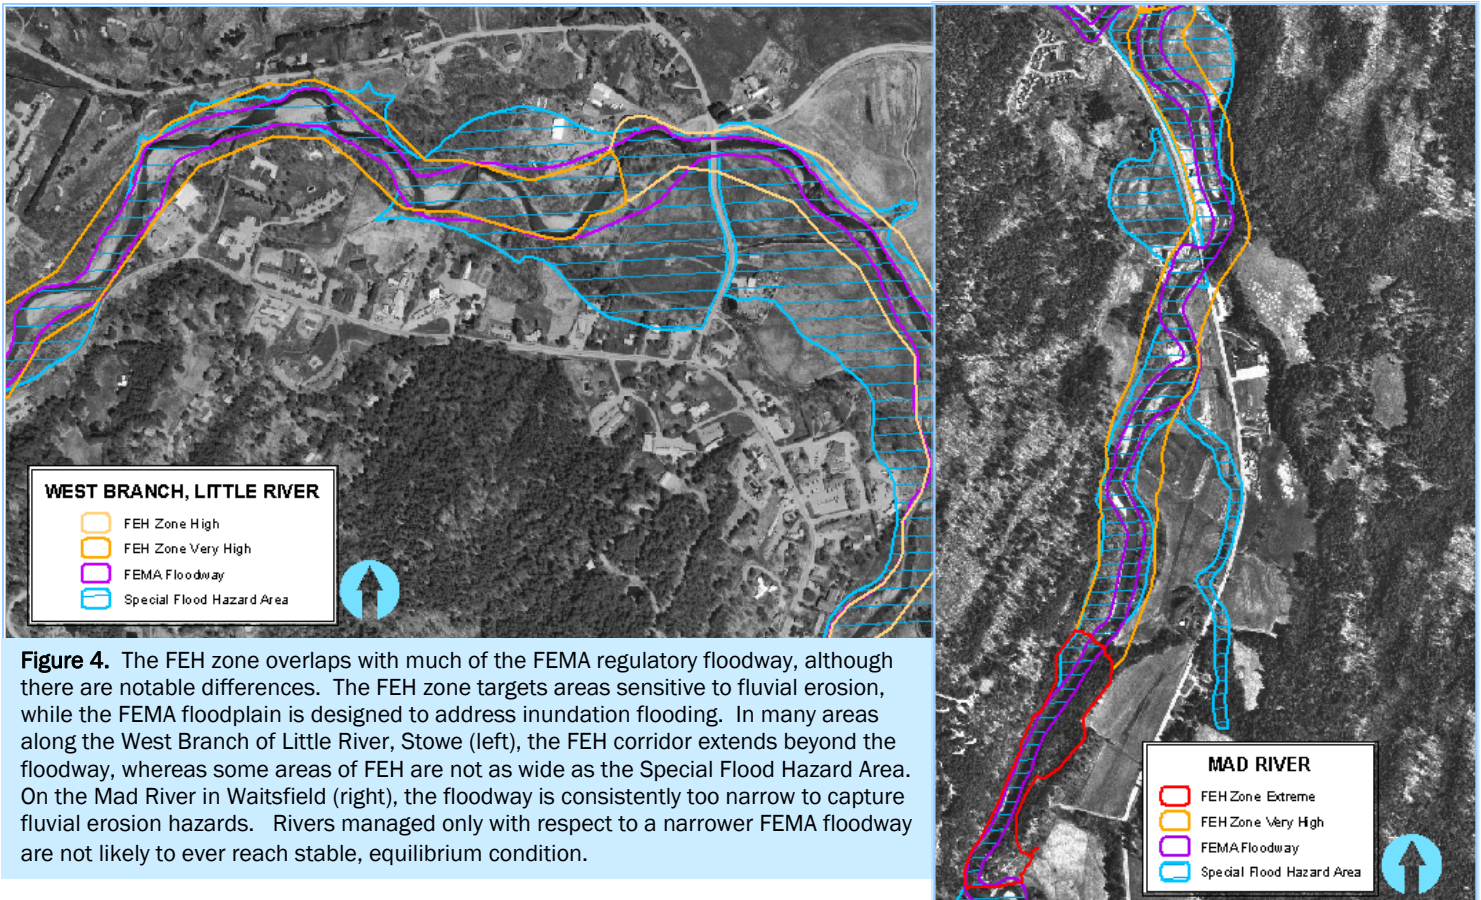 WEST BRANCH, LITTLE RIVER
FEH Zone High
FEH Zone Very High
FEMA Floodway
Special Flood Hazard Area
Figure 4. The FEH zone overlaps with much of the FEMA regulatory floodway, although
there are notable differences. The FEH zone targets areas sensitive to fluvial erosion,
while the FEMA floodplain is designed to address inundation flooding. In many areas
along the West Branch of Little River, Stowe (left), the FEH corridor extends beyond the
floodway, whereas some areas of FEH are not as wide as the Special Flood Hazard Area.
On the Mad River in Waitsfield (right), the floodway is consistently too narrow to capture
fluvial erosion hazards. Rivers managed only with respect to a narrower FEMA floodway
are not likely to ever reach stable, equilibrium condition.
MAD RIVER
FEH Zone Extreme
FEH Zone Very High
FEMA Floodway
Special Flood Hazard Area